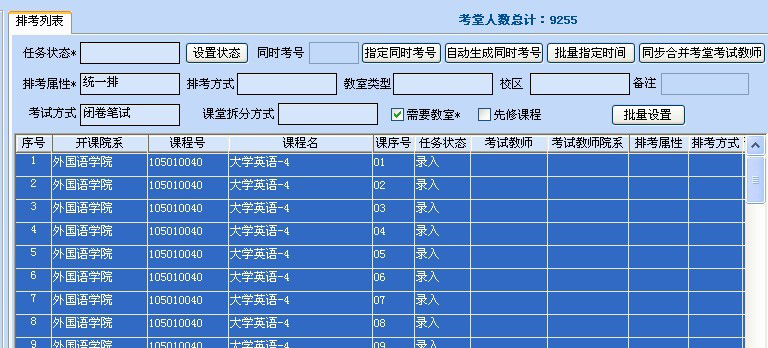 排考列表
考堂人数总计：9255
任务状态* 设置状态 同时考号 指定同时考号 自动生成同时考号 批量指定时间 同步合并考堂考试教师
排考属性* 统一排 排考方式 教室类型 校区 备注
考试方式 闭卷笔试 课堂拆分方式 需要教室* 先修课程 批量设置
序号 开课院系 课程号 课程名 课序号 任务状态 考试教师 考试教师院系 排考属性 排考方式
1 外国语学院 105010040 大学英语-4 01 录入
2 外国语学院 105010040 大学英语-4 02 录入
3 外国语学院 105010040 大学英语-4 03 录入
4 外国语学院 105010040 大学英语-4 04 录入
5 外国语学院 105010040 大学英语-4 05 录入
6 外国语学院 105010040 大学英语-4 06 录入
7 外国语学院 105010040 大学英语-4 07 录入
8 外国语学院 105010040 大学英语-4 08 录入
9 外国语学院 105010040 大学英语-4 09 录入